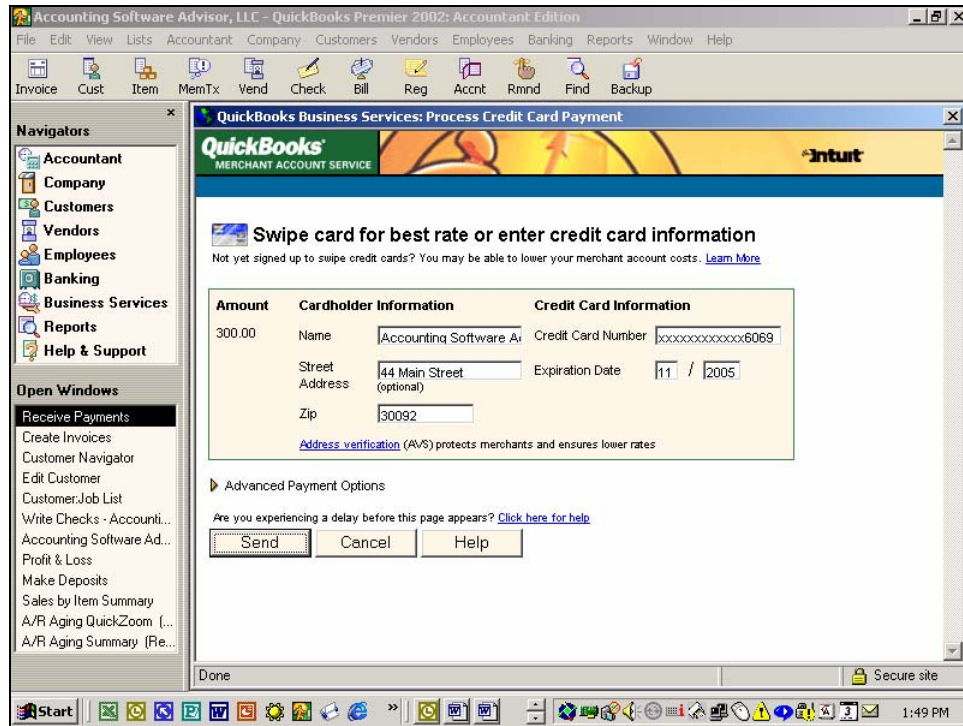 Accounting Software Advisor, LLC - QuickBooks Premier 2002: Accountant Edition
File Edit View Lists Accountant Company Customers Vendors Employees Banking Reports Window Help
Invoice Cust Item MemTx Vend Check Bill Reg Accnt Rmnd Find Backup
Navigators
Accountant
Company
Customers
Vendors
Employees
Banking
Business Services
Reports
Help & Support
Open Windows
Receive Payments
Create Invoices
Customer Navigator
Edit Customer
Customer:Job List
Write Checks - Accounti...
Accounting Software Ad...
Profit & Loss
Make Deposits
Sales by Item Summary
A/R Aging QuickZoom (...
A/R Aging Summary (Re...
QuickBooks Business Services: Process Credit Card Payment
QuickBooks
MERCHANT ACCOUNT SERVICE
Intuit
Swipe card for best rate or enter credit card information
Not yet signed up to swipe credit cards? You may be able to lower your merchant account costs. Learn More
Amount Cardholder Information Credit Card Information
300.00 Name Accounting Software A Credit Card Number xxxxxxxxxxxx6069
Street Address 44 Main Street Expiration Date 11 / 2005
(optional)
Zip 30092
Address verification (AVS) protects merchants and ensures lower rates
Advanced Payment Options
Are you experiencing a delay before this page appears? Click here for help
Send Cancel Help
Done Secure site
Start 1:49 PM